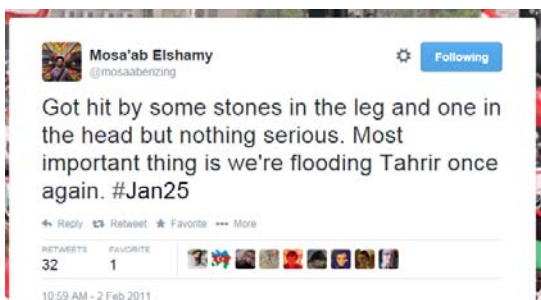 Mosa'ab Elshamy
@mosaaberizing
Following
Got hit by some stones in the leg and one in
the head but nothing serious. Most
important thing is we're flooding Tahrir once
again. #Jan25
Reply Retweet Favorite More
RETWEETS FAVORITE
32 1
10:59 AM - 2 Feb 2011